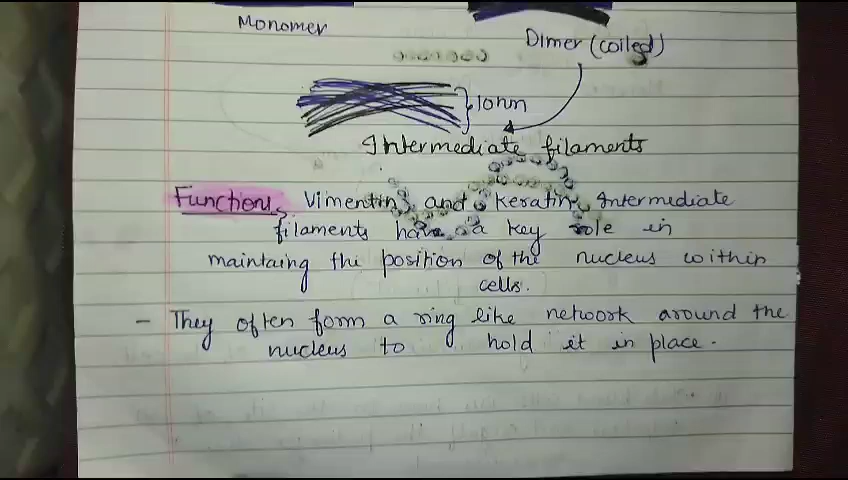 Monomer
Dimer (coiled)
10nm
Intermediate filaments
Function Vimentin and keratin Intermediate
filaments have a key role in
maintaing the position of the nucleus within
cells.
- They often form a ring like network around the
nucleus to hold it in place.